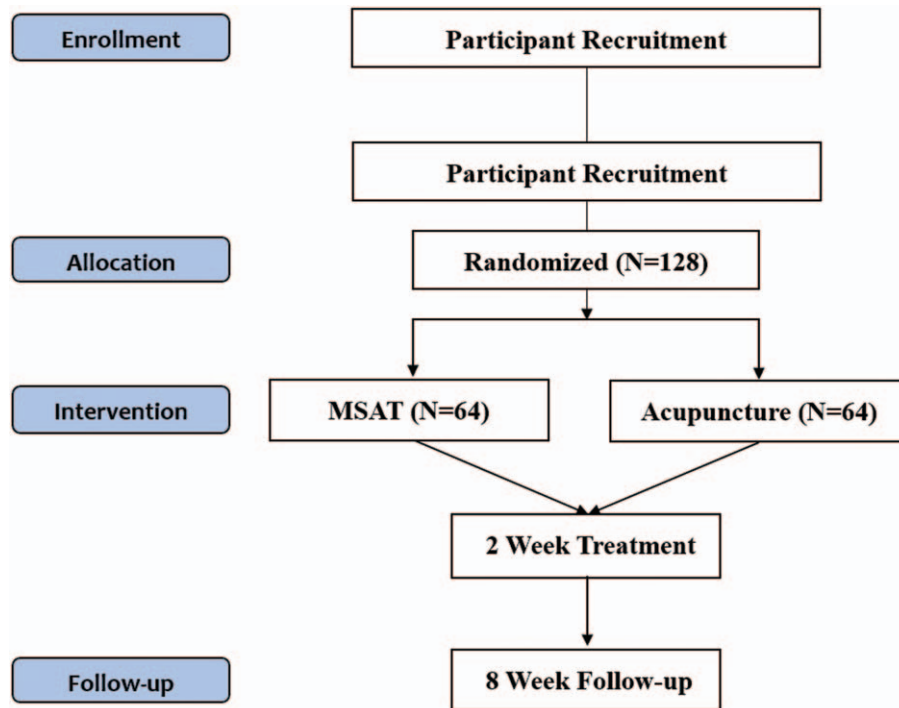 Enrollment
Participant Recruitment
Participant Recruitment
Allocation
Randomized (N=128)
Intervention
MSAT (N=64)
Acupuncture (N=64)
2 Week Treatment
Follow-up
8 Week Follow-up